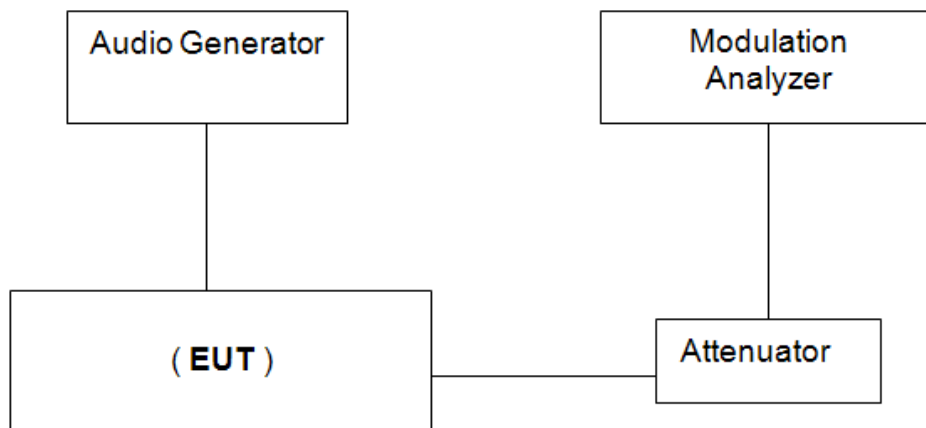 Audio Generator
Modulation
Analyzer
( EUT )
Attenuator